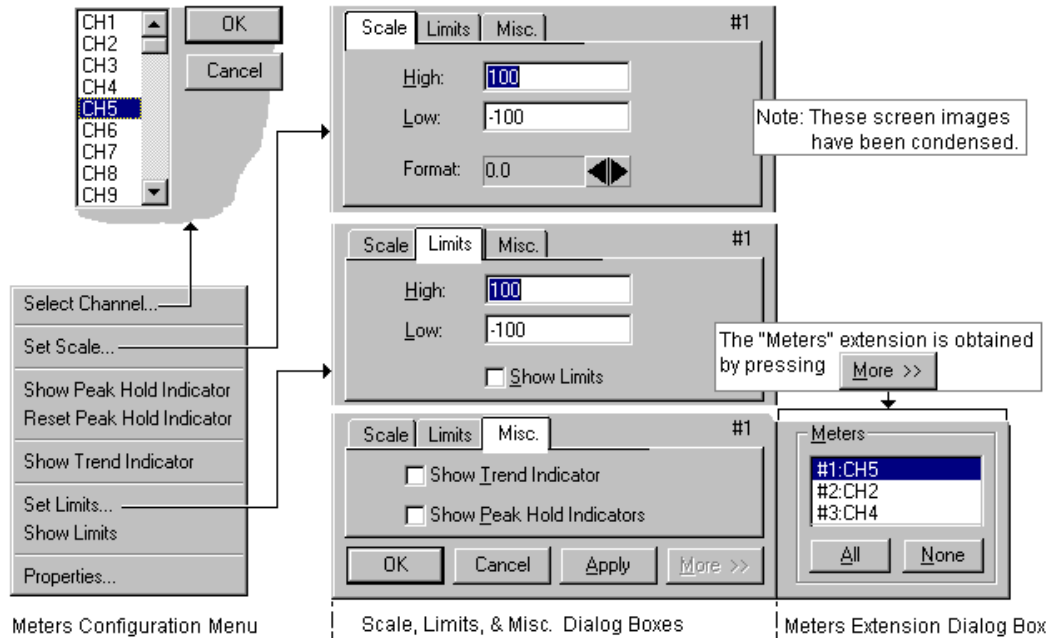 CH1
CH2
CH3
CH4
CH5
CH6
CH7
CH8
CH9
OK
Cancel
Scale Limits Misc. #1
High: 100
Low: -100
Format: 0.0
Note: These screen images
have been condensed.
Select Channel...
Set Scale...
Show Peak Hold Indicator
Reset Peak Hold Indicator
Show Trend Indicator
Set Limits...
Show Limits
Properties...
Scale Limits Misc. #1
High: 100
Low: -100
Show Limits
The "Meters" extension is obtained
by pressing More >>
Scale Limits Misc. #1
Show Trend Indicator
Show Peak Hold Indicators
OK Cancel Apply More >>
Meters
#1:CH5
#2:CH2
#3:CH4
All None
Meters Configuration Menu
Scale, Limits, & Misc. Dialog Boxes
Meters Extension Dialog Box